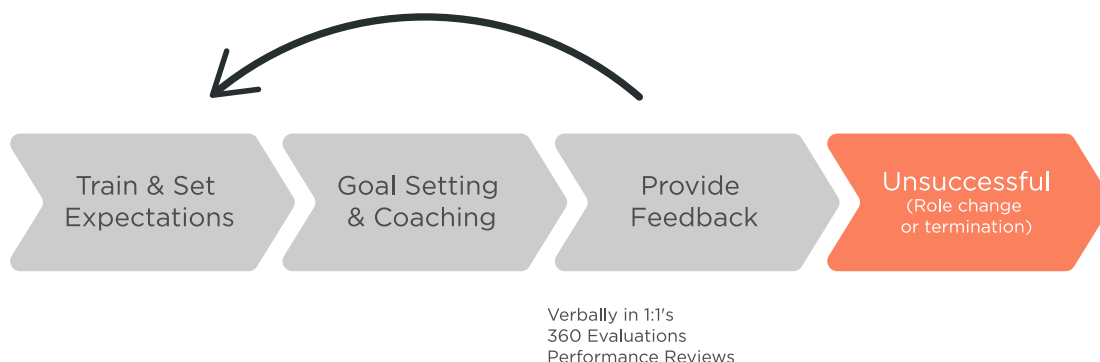 Train & Set
Expectations
Goal Setting
& Coaching
Provide
Feedback
Unsuccessful
(Role change
or termination)
Verbally in 1:1's
360 Evaluations
Performance Reviews